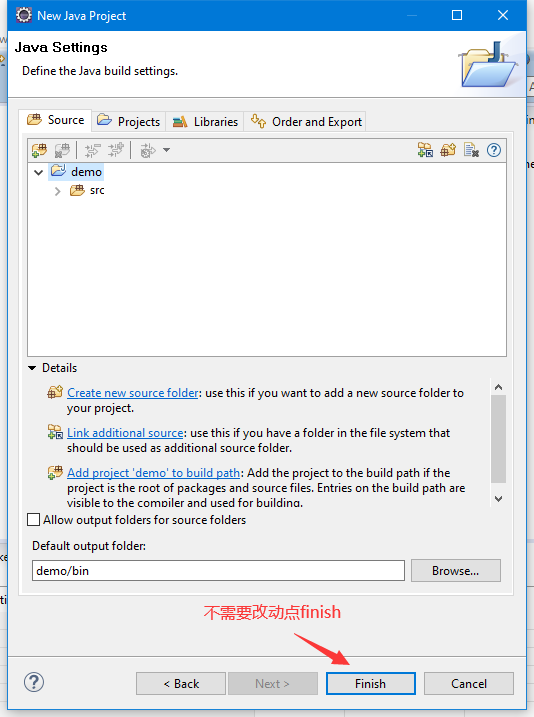 New Java Project
Java Settings
Define the Java build settings.
Source
Projects
Libraries
Order and Export
demo
src
Details
Create new source folder: use this if you want to add a new source folder to
your project.
Link additional source: use this if you have a folder in the file system that
should be used as additional source folder.
Add project 'demo' to build path: Add the project to the build path if the
project is the root of packages and source files. Entries on the build path are
visible to the compiler and used for building.
Allow output folders for source folders
Default output folder:
demo/bin
Browse...
不需要改动点finish
< Back
Next >
Finish
Cancel